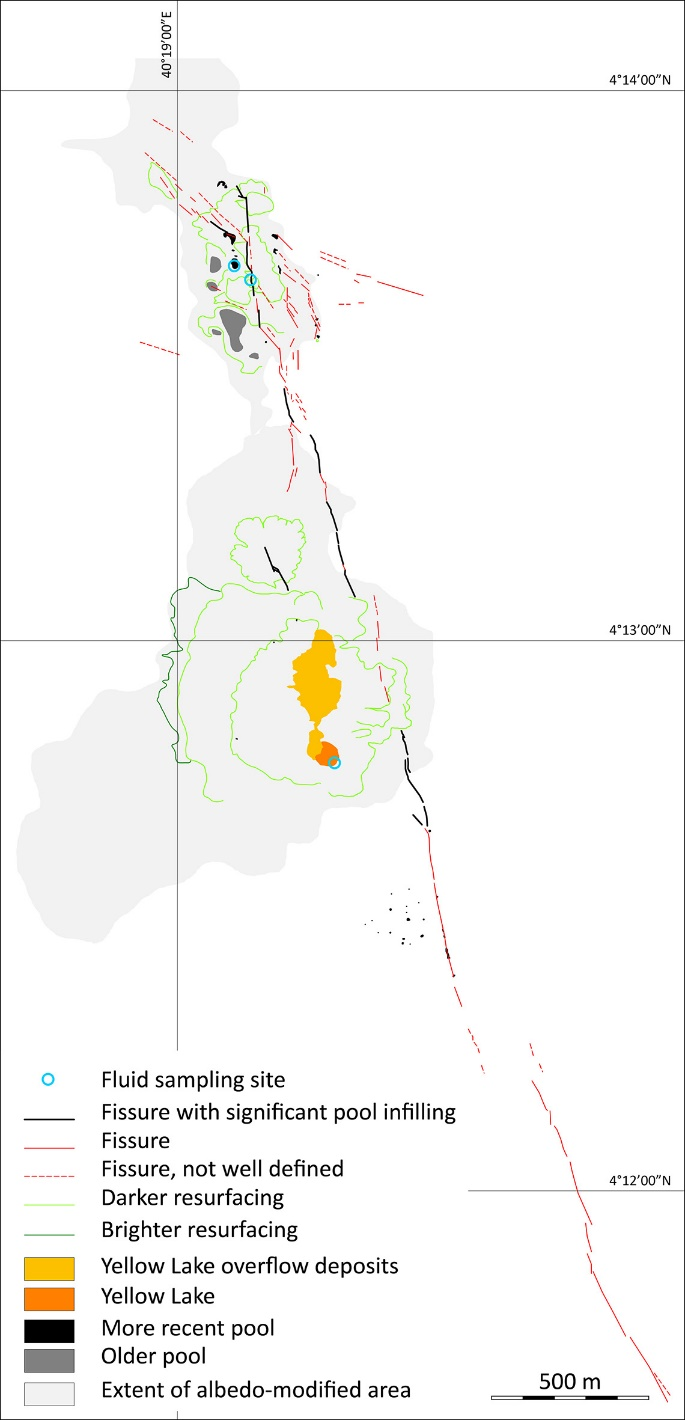 40°19’00’’E
4°14’00’’N
4°13’00’’N
4°12’00’’N
Fluid sampling site
Fissure with significant pool infilling
Fissure
Fissure, not well defined
Darker resurfacing
Brighter resurfacing
Yellow Lake overflow deposits
Yellow Lake
More recent pool
Older pool
Extent of albedo-modified area
500 m